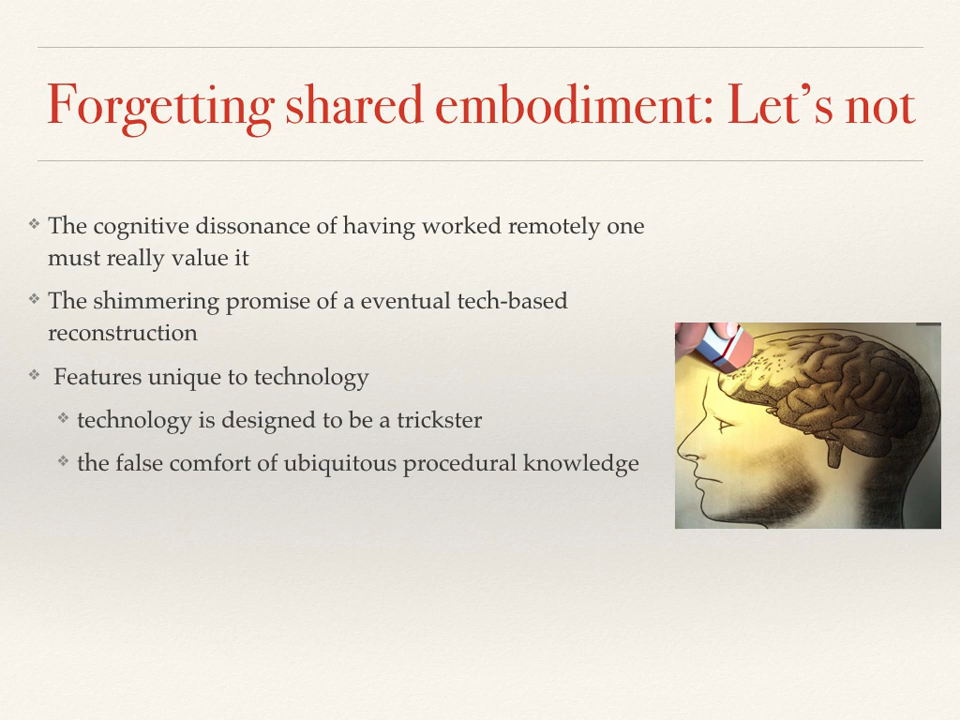 Forgetting shared embodiment: Let’s not
The cognitive dissonance of having worked remotely one
must really value it
The shimmering promise of a eventual tech-based
reconstruction
Features unique to technology
technology is designed to be a trickster
the false comfort of ubiquitous procedural knowledge